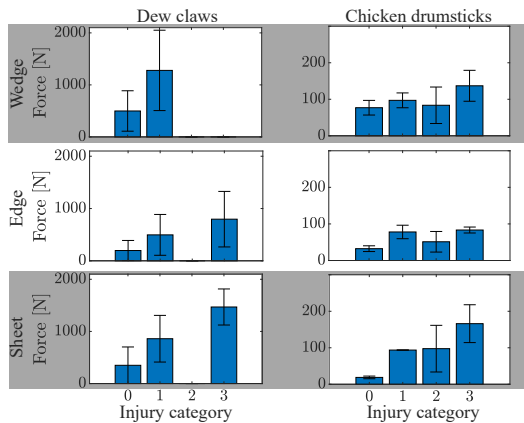 Dew claws
Chicken drumsticks
Wedge
Force [N]
2000
1000
0
200
100
0
Edge
Force [N]
2000
1000
0
200
100
0
Sheet
Force [N]
2000
1000
0
200
100
0
0 1 2 3
0 1 2 3
Injury category
Injury category